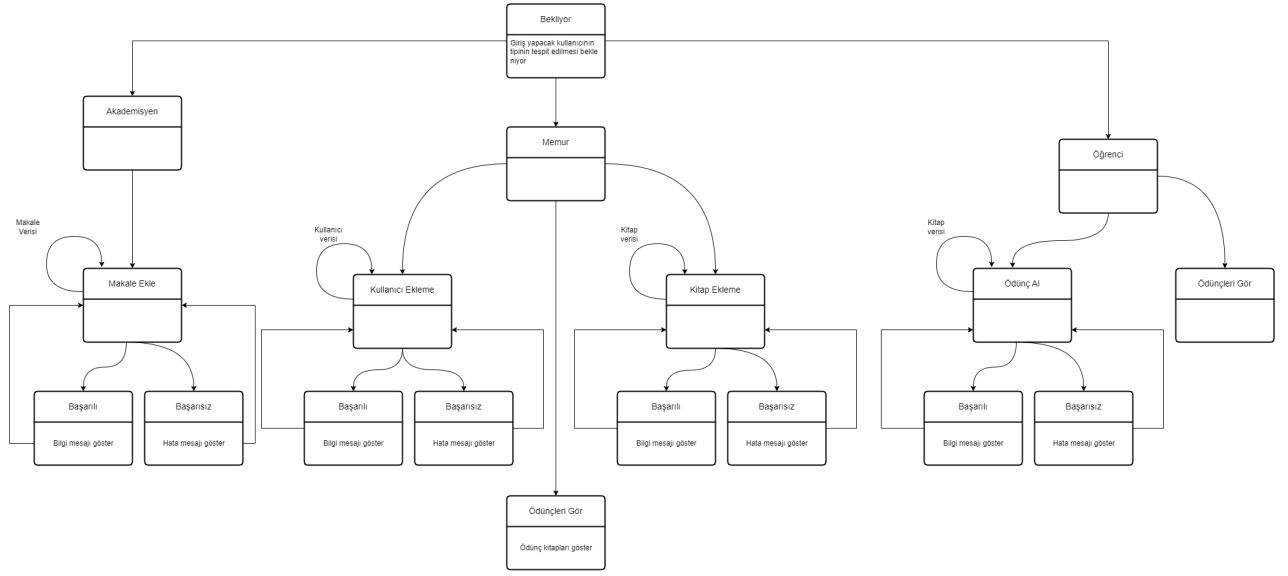 Bekliyor
Giriş yapacak kullanıcının
tipinin tespit edilmesi bekle
niyor
Akademisyen
Memur
Öğrenci
Makale
Verisi
Kullanıcı
verisi
Kitap
verisi
Kitap
verisi
Makale Ekle
Kullanıcı Ekleme
Kitap Ekleme
Ödünç Al
Ödünçleri Gör
Başarılı
Başarısız
Başarılı
Başarısız
Başarılı
Başarısız
Başarılı
Başarısız
Bilgi mesajı göster
Hata mesajı göster
Bilgi mesajı göster
Hata mesajı göster
Bilgi mesajı göster
Hata mesajı göster
Bilgi mesajı göster
Hata mesajı göster
Ödünçleri Gör
Ödünç kitapları göster